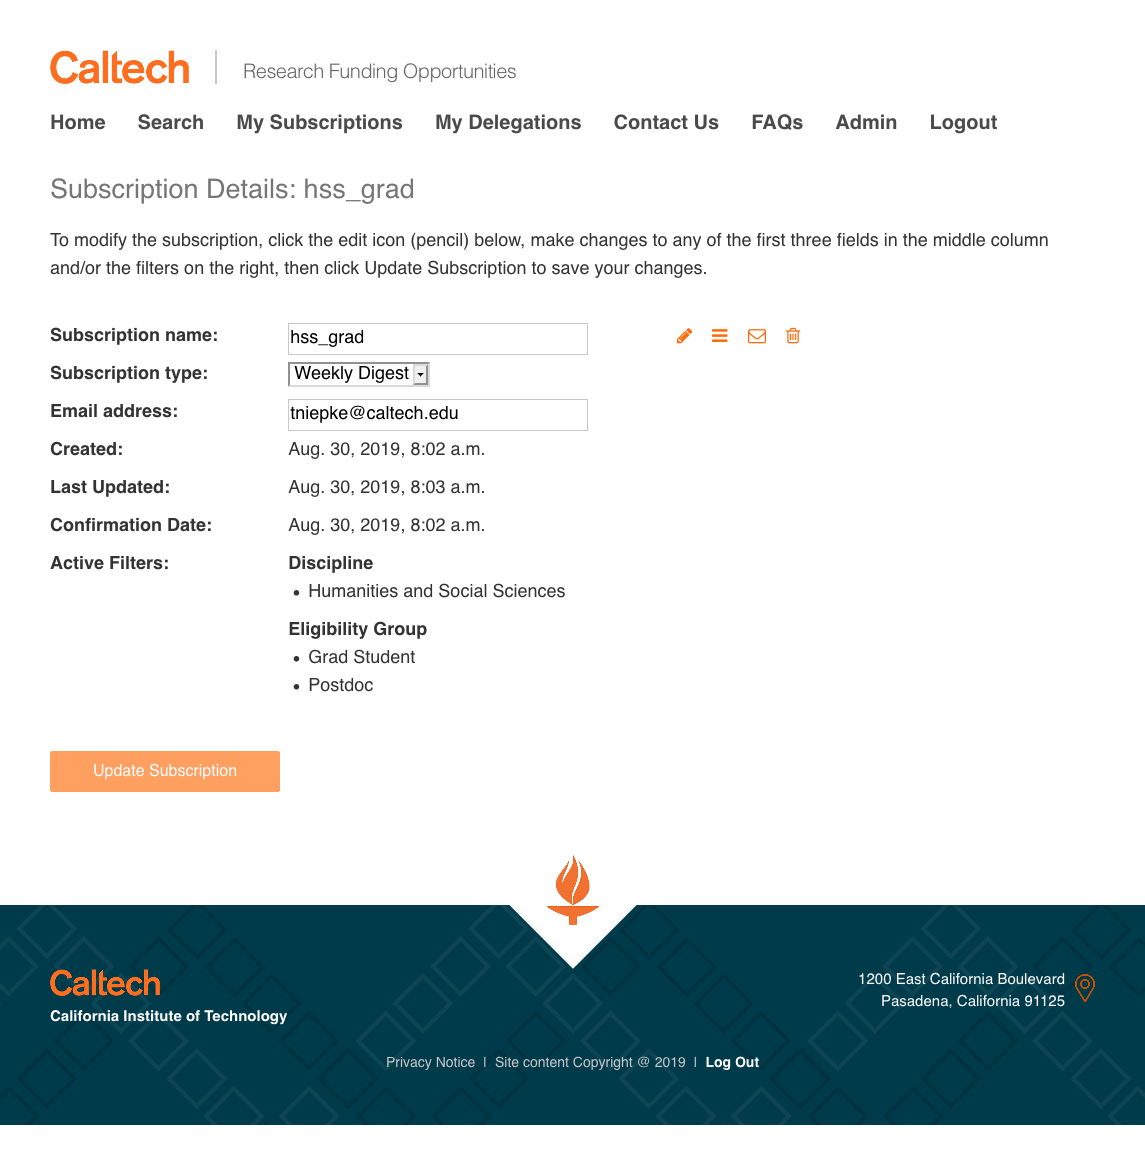 Caltech
Research Funding Opportunities
Home Search My Subscriptions My Delegations Contact Us FAQs Admin Logout
Subscription Details: hss_grad
To modify the subscription, click the edit icon (pencil) below, make changes to any of the first three fields in the middle column
and/or the filters on the right, then click Update Subscription to save your changes.
Subscription name: hss_grad
Subscription type: Weekly Digest
Email address: tniepke@caltech.edu
Created: Aug. 30, 2019, 8:02 a.m.
Last Updated: Aug. 30, 2019, 8:03 a.m.
Confirmation Date: Aug. 30, 2019, 8:02 a.m.
Active Filters: Discipline
• Humanities and Social Sciences
Eligibility Group
• Grad Student
• Postdoc
Update Subscription
Caltech
California Institute of Technology
1200 East California Boulevard
Pasadena, California 91125
Privacy Notice | Site content Copyright @ 2019 | Log Out